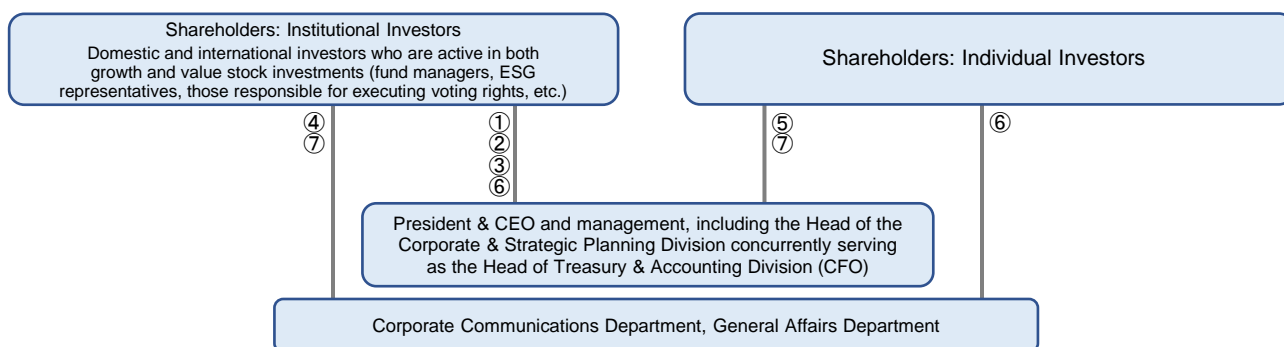 Shareholders: Institutional Investors
Domestic and international investors who are active in both
growth and value stock investments (fund managers, ESG
representatives, those responsible for executing voting rights, etc.)
Shareholders: Individual Investors
④
⑦
①
②
③
⑥
⑤
⑦
⑥
President & CEO and management, including the Head of the
Corporate & Strategic Planning Division concurrently serving
as the Head of Treasury & Accounting Division (CFO)
Corporate Communications Department, General Affairs Department